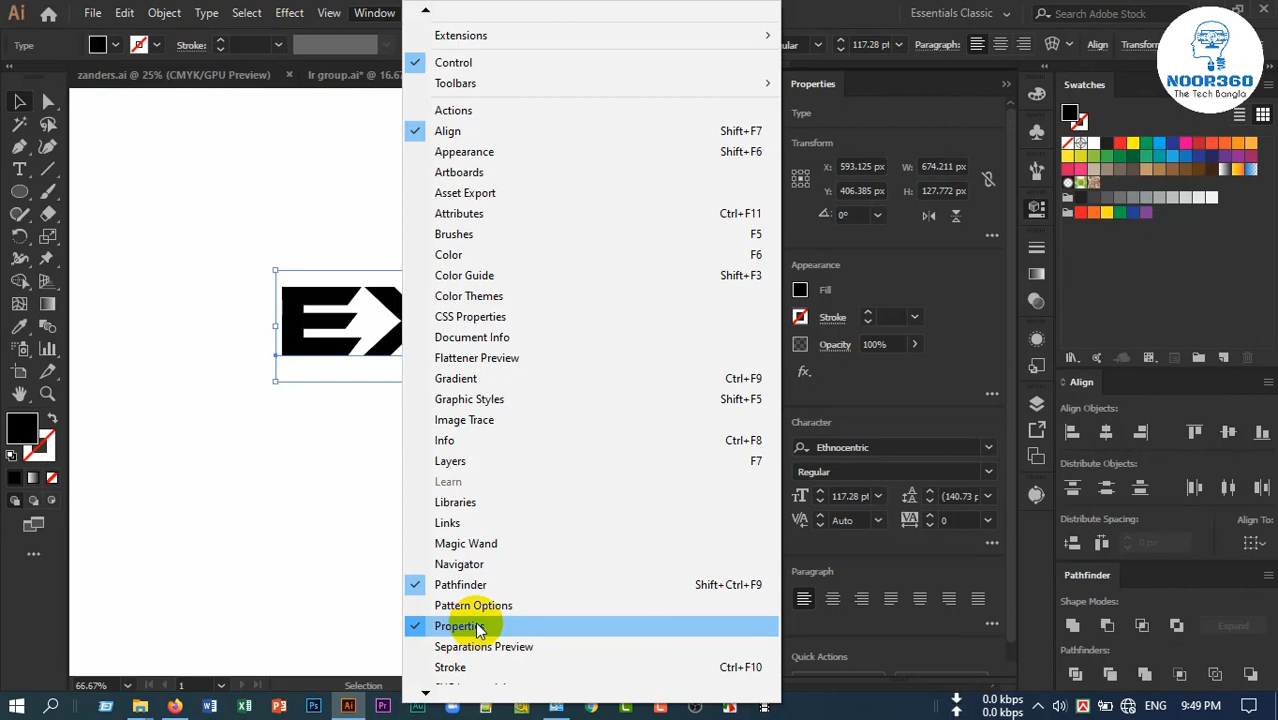 Ai File Edit Object Type Select Effect View Window Essentials Classic Search Adobe Stock
Type Stroke: 117.28 pt Paragraph: Align
zanders.ai @ 25% (CMYK/GPU Preview)
NOOR360
The Tech Bangla
Extensions
Control
Toolbars
Actions
Align Shift+F7
Appearance Shift+F6
Artboards
Asset Export
Attributes Ctrl+F11
Brushes F5
Color F6
Color Guide Shift+F3
Color Themes
CSS Properties
Document Info
Flattener Preview
Gradient Ctrl+F9
Graphic Styles Shift+F5
Image Trace
Info Ctrl+F8
Layers F7
Learn
Libraries
Links
Magic Wand
Navigator
Pathfinder Shift+Ctrl+F9
Pattern Options
Properties
Separations Preview
Stroke Ctrl+F10
Properties
Type
Transform
X: 593.125 px W: 674.211 px
Y: 406.385 px H: 127.772 px
0°
Appearance
Fill
Stroke
Opacity 100%
fx
Character
Ethnocentric
Regular
117.28 pt (140.73 p
Auto 0
Paragraph
Quick Actions
Swatches
Align
Align Objects:
Distribute Objects:
Distribute Spacing: Align To:
0 px
Pathfinder
Shape Modes:
Expand
Pathfinders:
EX
66.67% 1 Selection
0.0 kbps
0.0 kbps
9:49 PM